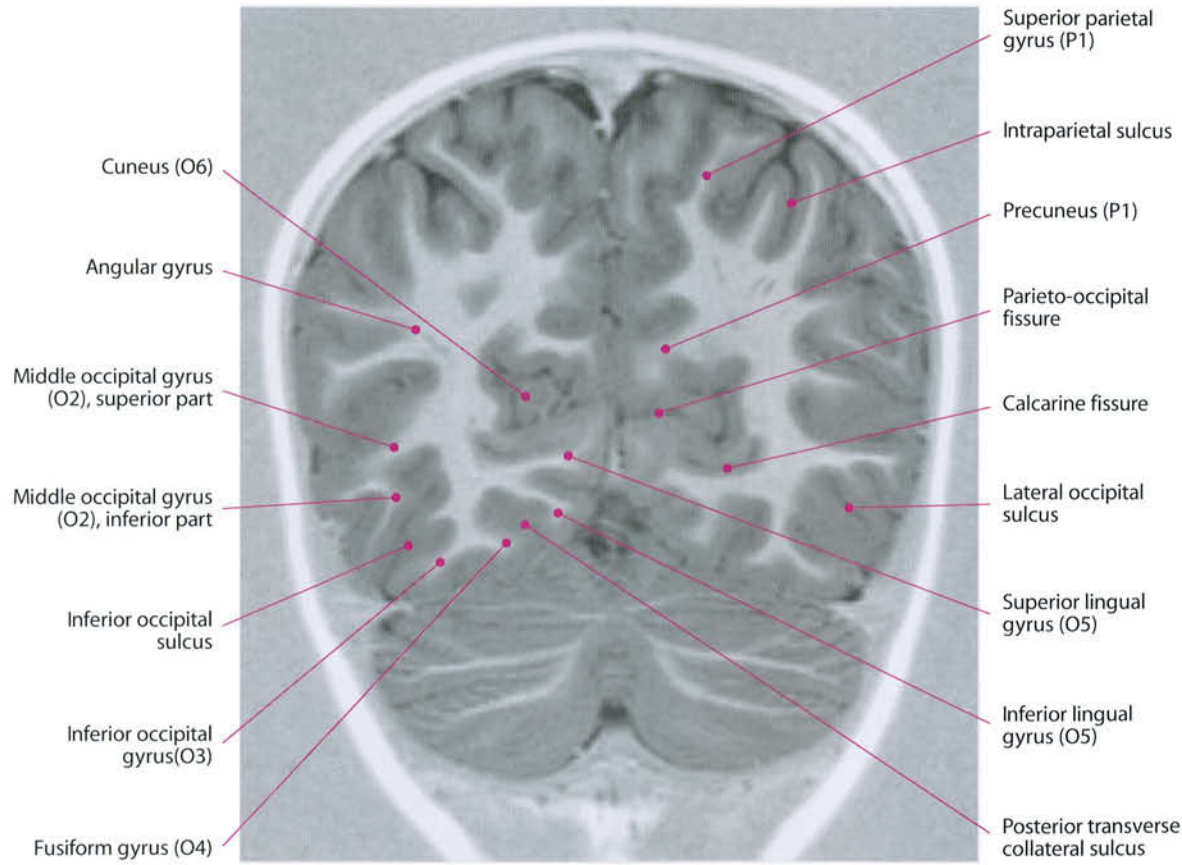 Cuneus (O6)
Angular gyrus
Middle occipital gyrus
(O2), superior part
Middle occipital gyrus
(O2), inferior part
Inferior occipital
sulcus
Inferior occipital
gyrus(O3)
Fusiform gyrus (O4)
Superior parietal
gyrus (P1)
Intraparietal sulcus
Precuneus (P1)
Parieto-occipital
fissure
Calcarine fissure
Lateral occipital
sulcus
Superior lingual
gyrus (O5)
Inferior lingual
gyrus (O5)
Posterior transverse
collateral sulcus